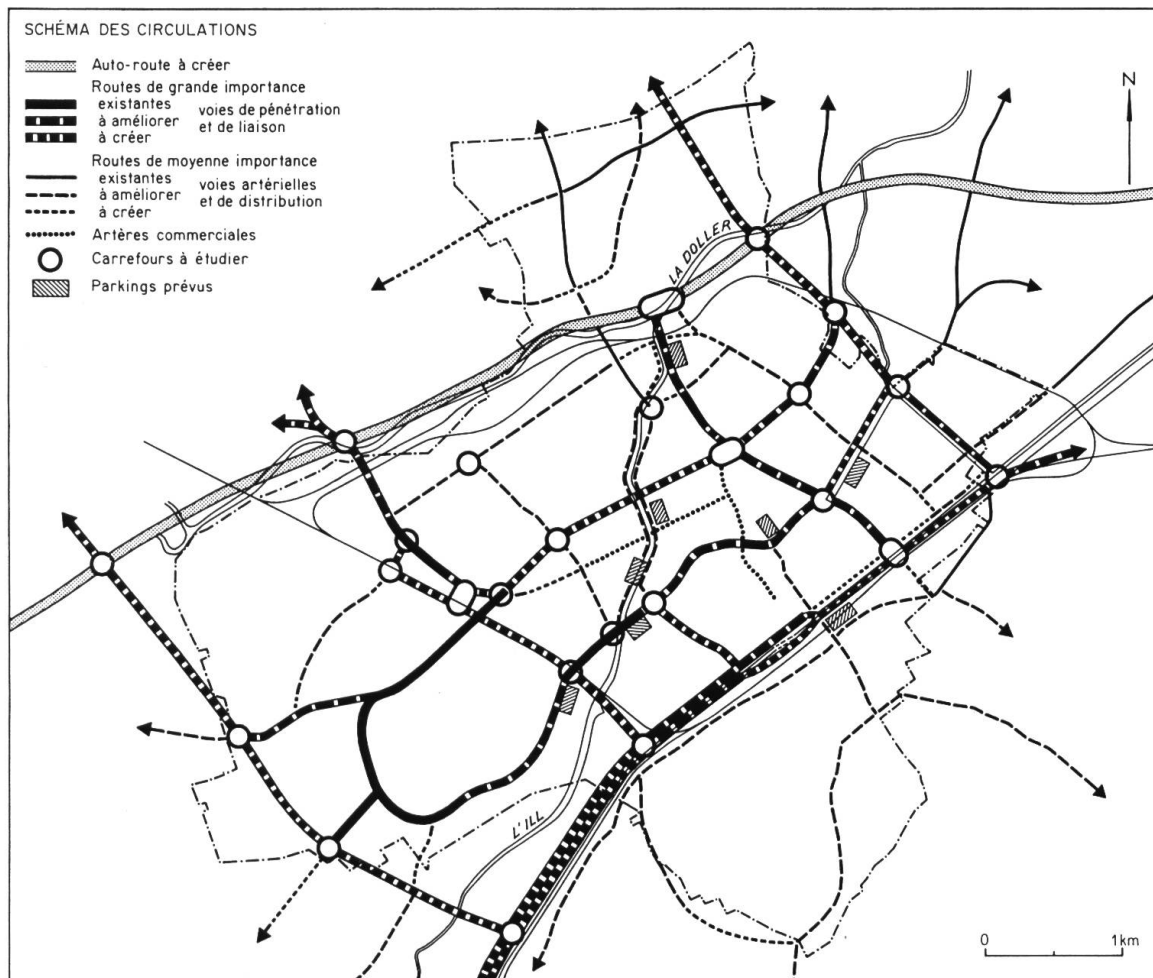 SCHÉMA DES CIRCULATIONS
Auto-route à créer
Routes de grande importance
existantes
à améliorer
à créer
voies de pénétration
et de liaison
Routes de moyenne importance
existantes
à améliorer
à créer
voies artérielles
et de distribution
Artères commerciales
Carrefours à étudier
Parkings prévus
N
LA DOLLER
L'ILL
0 1km